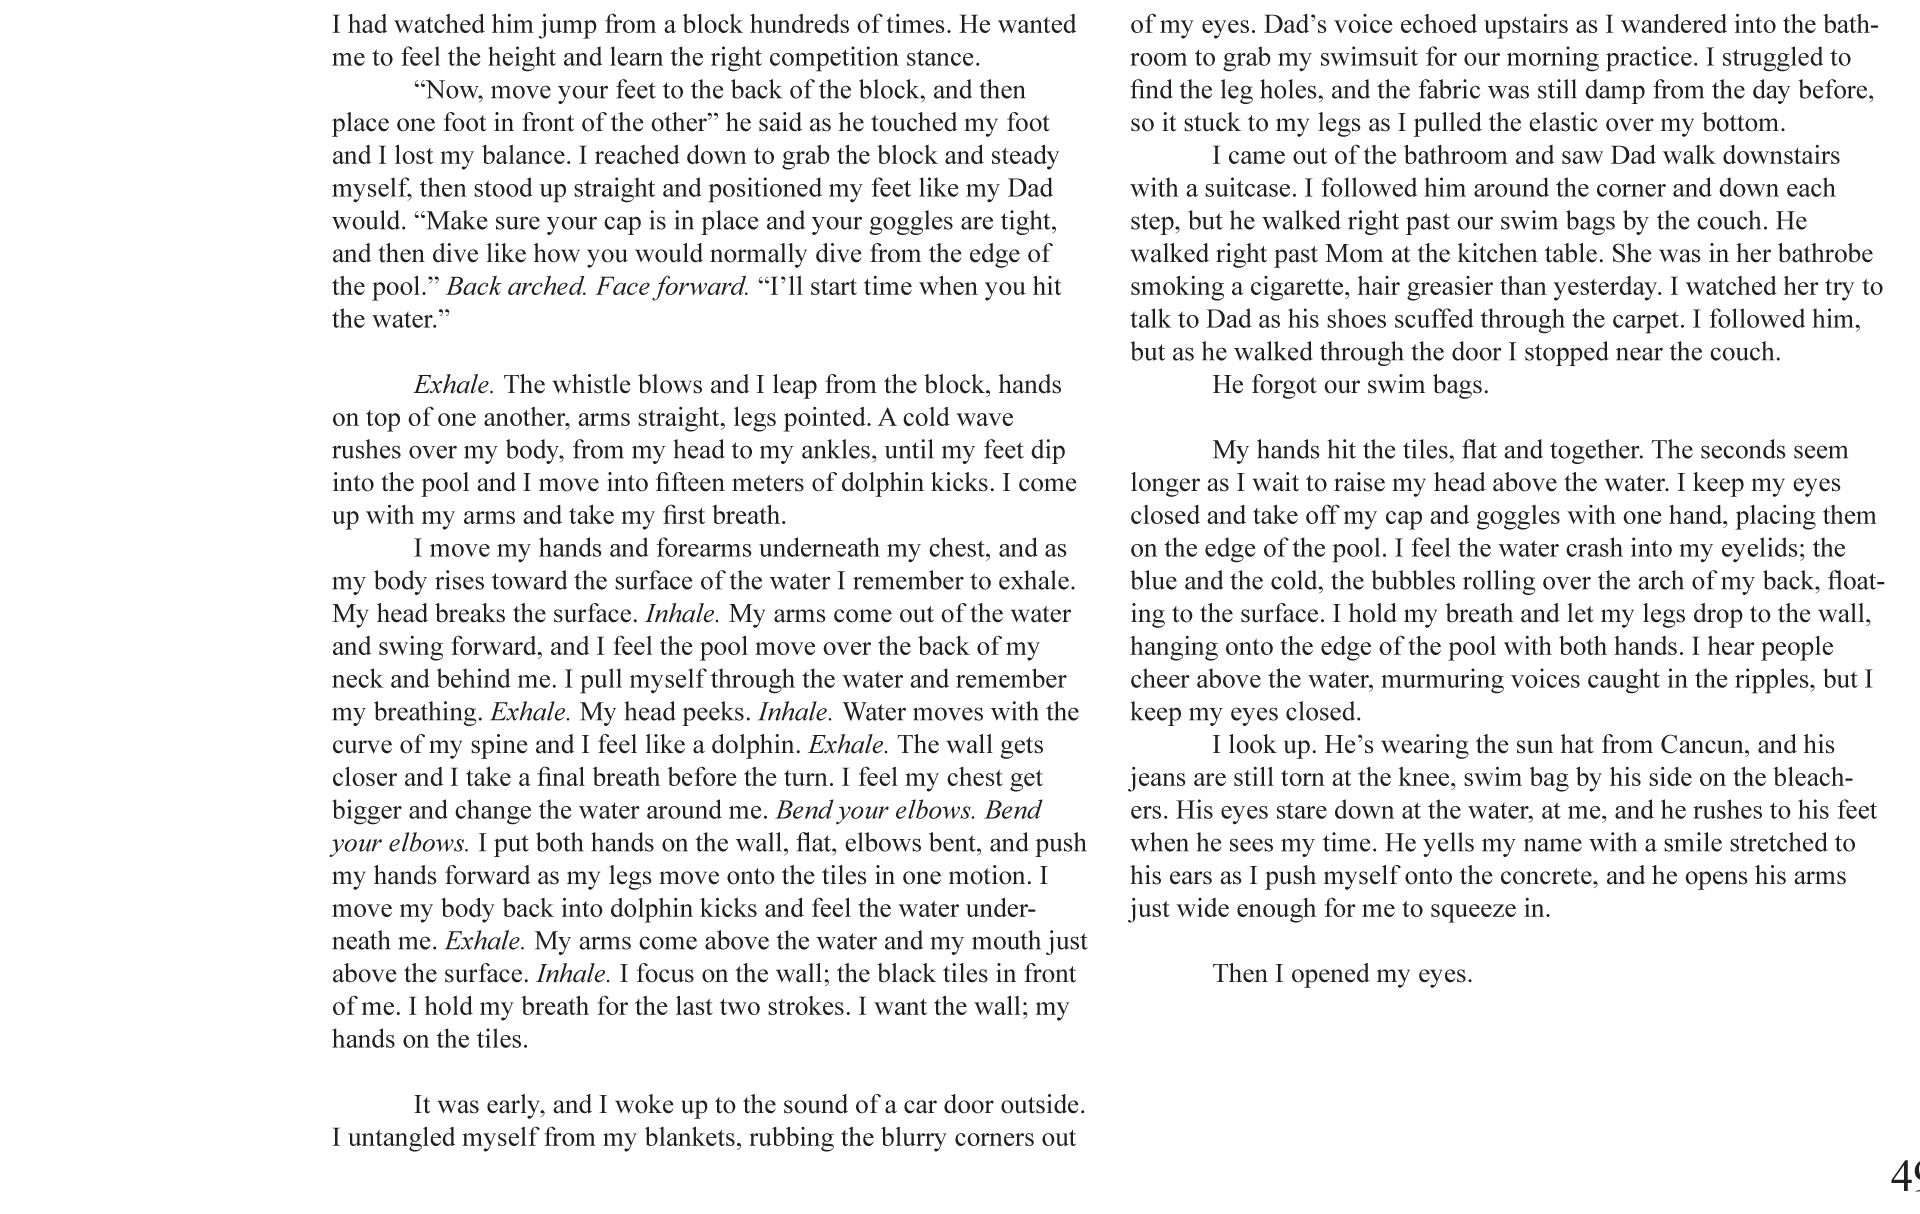 I had watched him jump from a block hundreds of times. He wanted
me to feel the height and learn the right competition stance.
“Now, move your feet to the back of the block, and then
place one foot in front of the other” he said as he touched my foot
and I lost my balance. I reached down to grab the block and steady
myself, then stood up straight and positioned my feet like my Dad
would. “Make sure your cap is in place and your goggles are tight,
and then dive like how you would normally dive from the edge of
the pool.” Back arched. Face forward. “I’ll start time when you hit
the water.”
Exhale. The whistle blows and I leap from the block, hands
on top of one another, arms straight, legs pointed. A cold wave
rushes over my body, from my head to my ankles, until my feet dip
into the pool and I move into fifteen meters of dolphin kicks. I come
up with my arms and take my first breath.
I move my hands and forearms underneath my chest, and as
my body rises toward the surface of the water I remember to exhale.
My head breaks the surface. Inhale. My arms come out of the water
and swing forward, and I feel the pool move over the back of my
neck and behind me. I pull myself through the water and remember
my breathing. Exhale. My head peeks. Inhale. Water moves with the
curve of my spine and I feel like a dolphin. Exhale. The wall gets
closer and I take a final breath before the turn. I feel my chest get
bigger and change the water around me. Bend your elbows. Bend
your elbows. I put both hands on the wall, flat, elbows bent, and push
my hands forward as my legs move onto the tiles in one motion. I
move my body back into dolphin kicks and feel the water under-
neath me. Exhale. My arms come above the water and my mouth just
above the surface. Inhale. I focus on the wall; the black tiles in front
of me. I hold my breath for the last two strokes. I want the wall; my
hands on the tiles.
It was early, and I woke up to the sound of a car door outside.
I untangled myself from my blankets, rubbing the blurry corners out
of my eyes. Dad’s voice echoed upstairs as I wandered into the bath-
room to grab my swimsuit for our morning practice. I struggled to
find the leg holes, and the fabric was still damp from the day before,
so it stuck to my legs as I pulled the elastic over my bottom.
I came out of the bathroom and saw Dad walk downstairs
with a suitcase. I followed him around the corner and down each
step, but he walked right past our swim bags by the couch. He
walked right past Mom at the kitchen table. She was in her bathrobe
smoking a cigarette, hair greasier than yesterday. I watched her try to
talk to Dad as his shoes scuffed through the carpet. I followed him,
but as he walked through the door I stopped near the couch.
He forgot our swim bags.
My hands hit the tiles, flat and together. The seconds seem
longer as I wait to raise my head above the water. I keep my eyes
closed and take off my cap and goggles with one hand, placing them
on the edge of the pool. I feel the water crash into my eyelids; the
blue and the cold, the bubbles rolling over the arch of my back, float-
ing to the surface. I hold my breath and let my legs drop to the wall,
hanging onto the edge of the pool with both hands. I hear people
cheer above the water, murmuring voices caught in the ripples, but I
keep my eyes closed.
I look up. He’s wearing the sun hat from Cancun, and his
jeans are still torn at the knee, swim bag by his side on the bleach-
ers. His eyes stare down at the water, at me, and he rushes to his feet
when he sees my time. He yells my name with a smile stretched to
his ears as I push myself onto the concrete, and he opens his arms
just wide enough for me to squeeze in.
Then I opened my eyes.
49